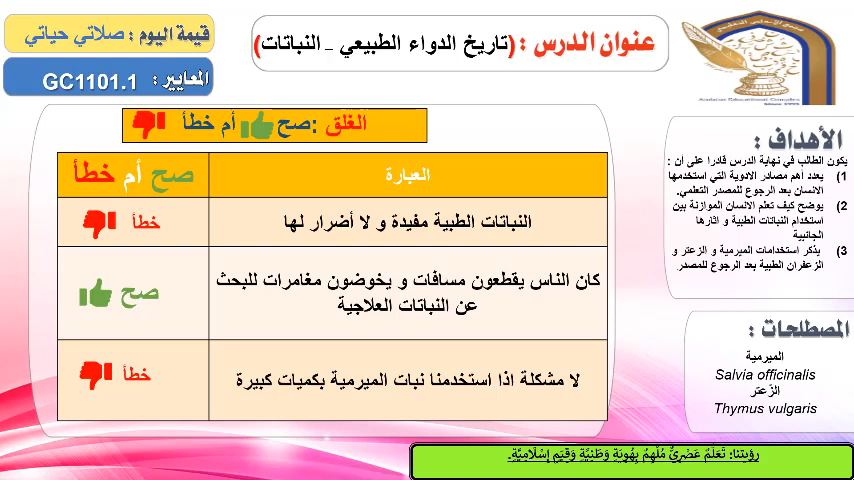 قيمة اليوم : صلاتي حياتي
المعايير : GC1101.1
عنوان الدرس : (تاريخ الدواء الطبيعي – النباتات)
Andalus Educational Complex
الأهداف :
يكون الطالب في نهاية الدرس قادرا على أن :
1) يعدد أهم مصادر الادوية التي استخدمها
الانسان بعد الرجوع للمصدر التعلمي.
2) يوضح كيف تعلم الانسان الموازنة بين
استخدام النباتات الطبية و اثارها
الجانبية
3) يذكر استخدامات الميرمية و الزعتر و
الزعفران الطبية بعد الرجوع للمصدر.
المصطلحات :
الميرمية
Salvia officinalis
الزّعتر
Thymus vulgaris
الغلق :صح أم خطأ
العبارة
صح أم خطأ
النباتات الطبية مفيدة و لا أضرار لها
خطأ
كان الناس يقطعون مسافات و يخوضون مغامرات للبحث
عن النباتات العلاجية
صح
لا مشكلة اذا استخدمنا نبات الميرمية بكميات كبيرة
خطأ
رؤيتنا: تَعَلُّمٌ عَصْرِيٌّ مُلْهِمٌ بِهُوِيَّةٍ وَطَنِيَّةٍ وَقِيَمٍ إِسْلَامِيَّةٍ.